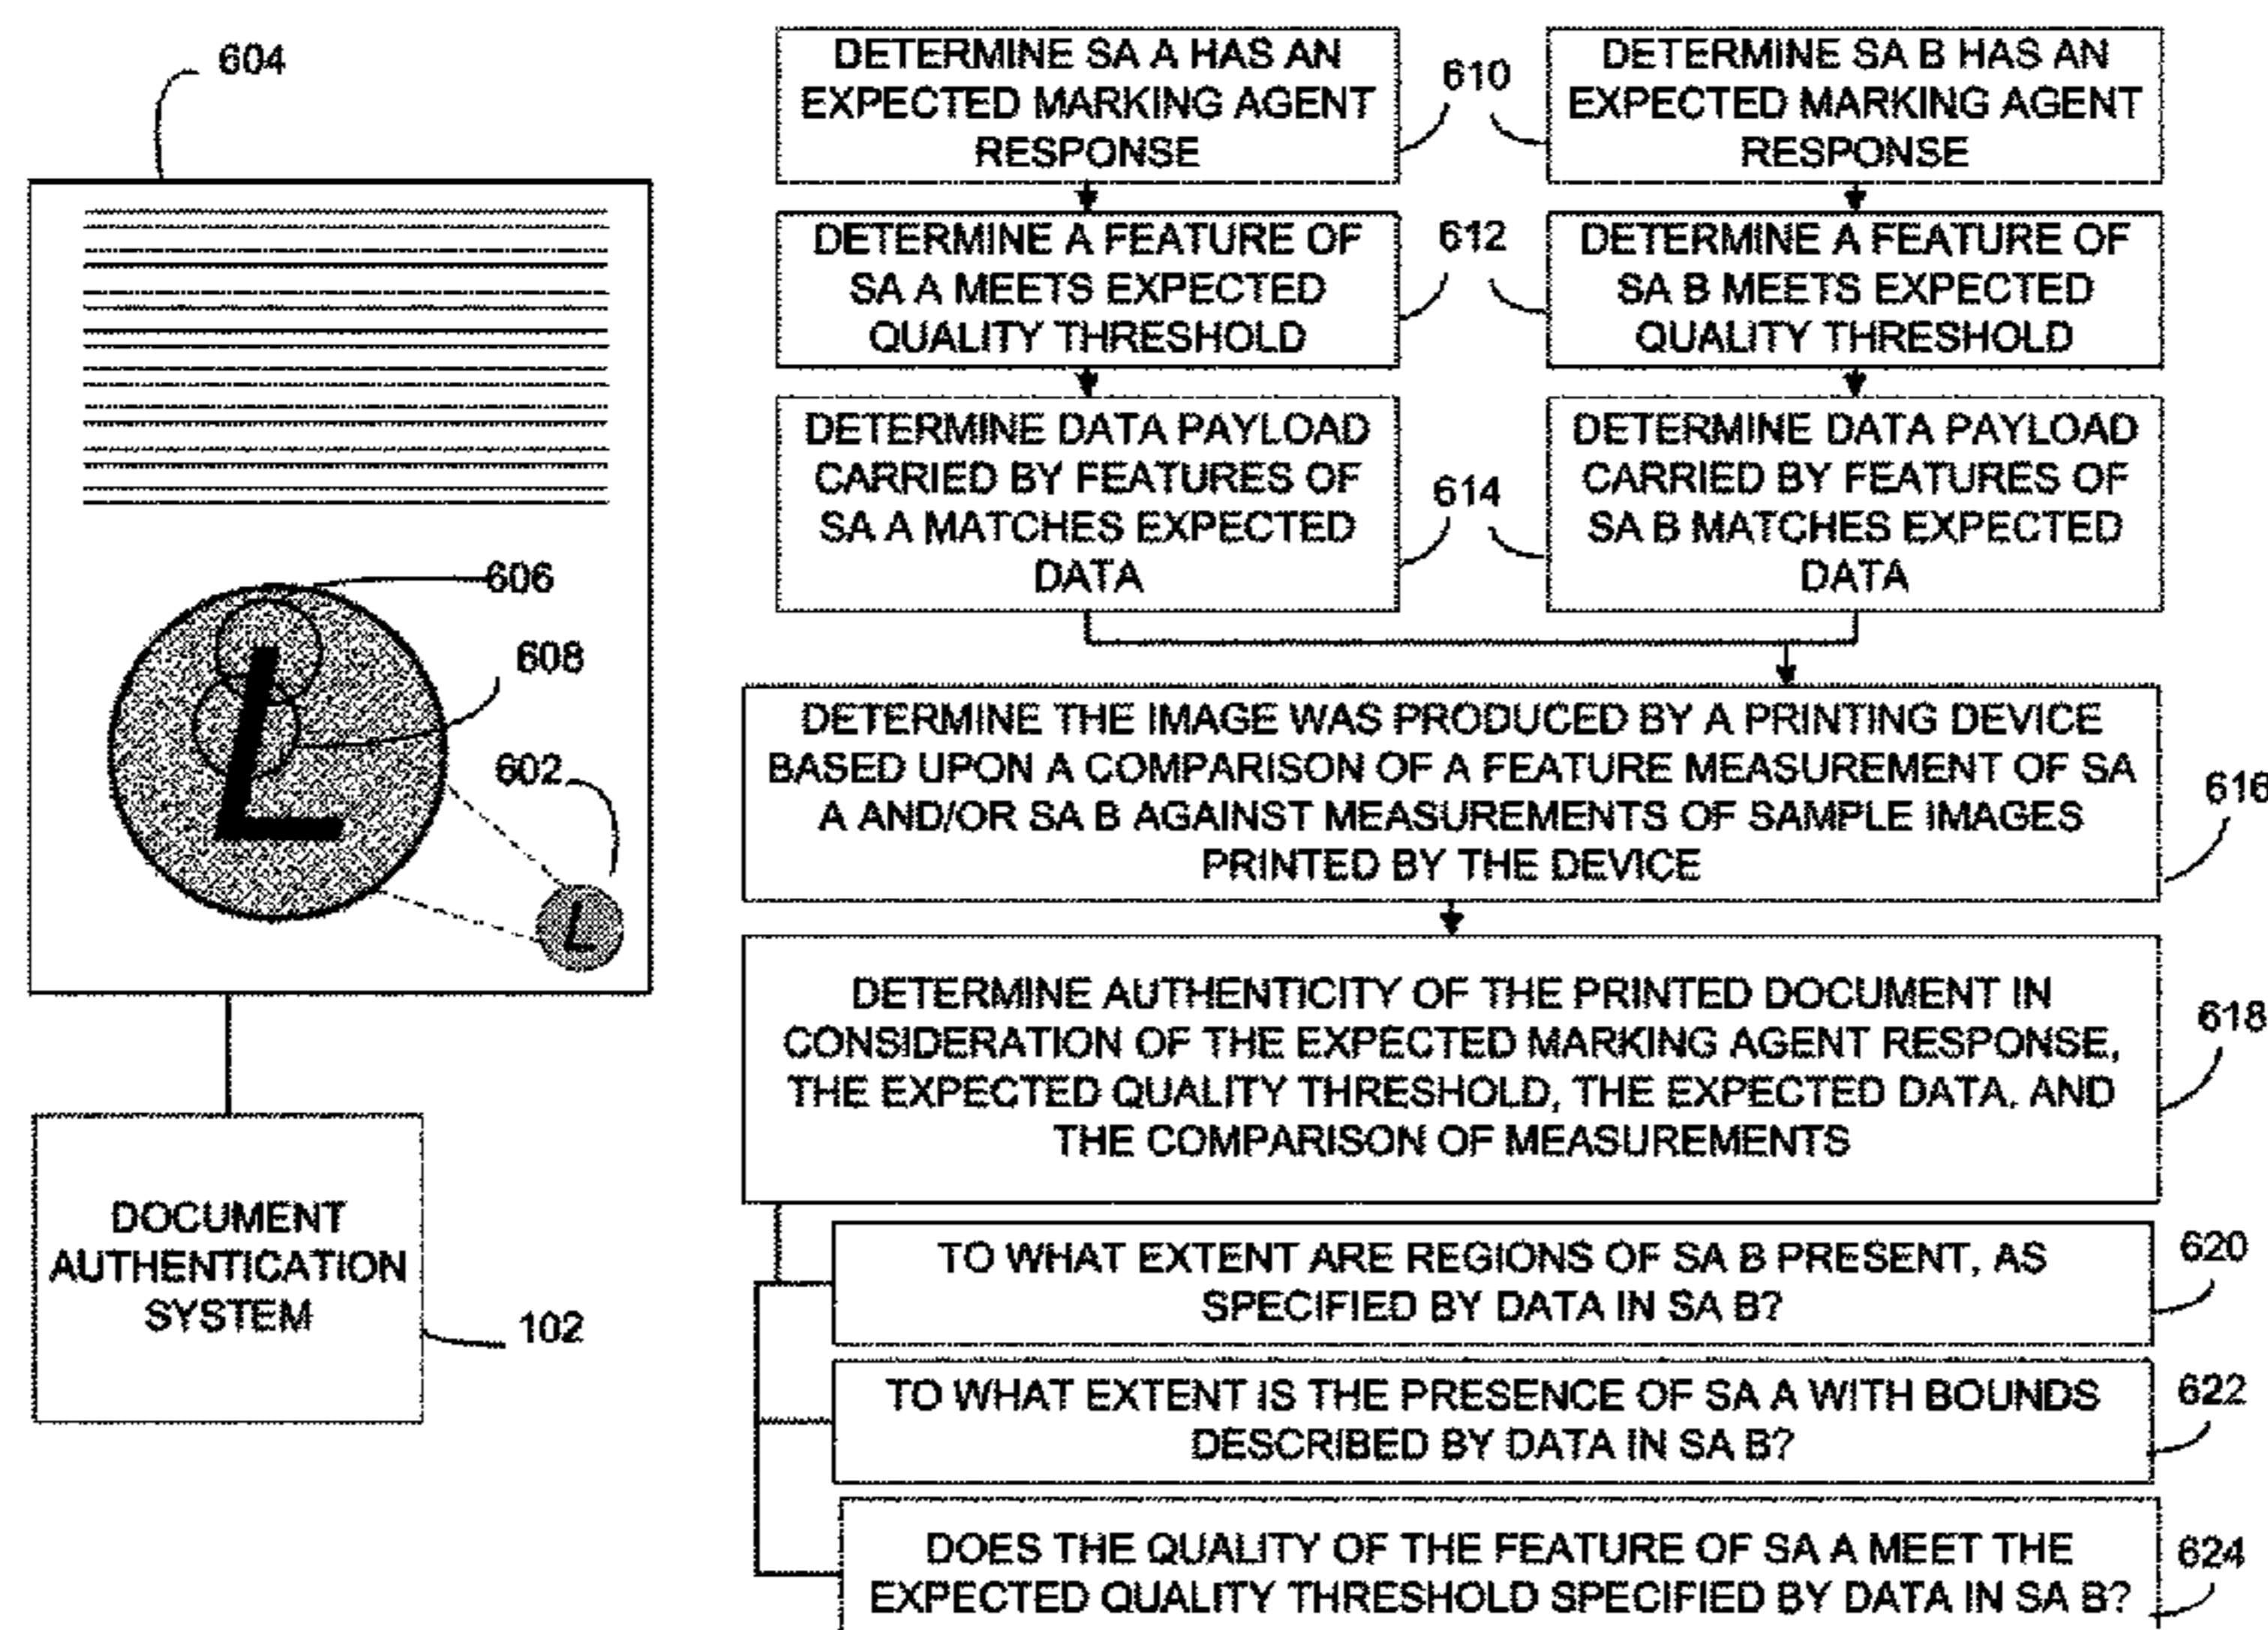 604
L
606
608
602
L
DOCUMENT
AUTHENTICATION
SYSTEM
102
DETERMINE SA A HAS AN
EXPECTED MARKING AGENT
RESPONSE
610
DETERMINE SA B HAS AN
EXPECTED MARKING AGENT
RESPONSE
DETERMINE A FEATURE OF
SA A MEETS EXPECTED
QUALITY THRESHOLD
612
DETERMINE A FEATURE OF
SA B MEETS EXPECTED
QUALITY THRESHOLD
DETERMINE DATA PAYLOAD
CARRIED BY FEATURES OF
SA A MATCHES EXPECTED
DATA
614
DETERMINE DATA PAYLOAD
CARRIED BY FEATURES OF
SA B MATCHES EXPECTED
DATA
DETERMINE THE IMAGE WAS PRODUCED BY A PRINTING DEVICE
BASED UPON A COMPARISON OF A FEATURE MEASUREMENT OF SA
A AND/OR SA B AGAINST MEASUREMENTS OF SAMPLE IMAGES
PRINTED BY THE DEVICE
616
DETERMINE AUTHENTICITY OF THE PRINTED DOCUMENT IN
CONSIDERATION OF THE EXPECTED MARKING AGENT RESPONSE,
THE EXPECTED QUALITY THRESHOLD, THE EXPECTED DATA, AND
THE COMPARISON OF MEASUREMENTS
618
TO WHAT EXTENT ARE REGIONS OF SA B PRESENT, AS
SPECIFIED BY DATA IN SA B?
620
TO WHAT EXTENT IS THE PRESENCE OF SA A WITH BOUNDS
DESCRIBED BY DATA IN SA B?
622
DOES THE QUALITY OF THE FEATURE OF SA A MEET THE
EXPECTED QUALITY THRESHOLD SPECIFIED BY DATA IN SA B?
624